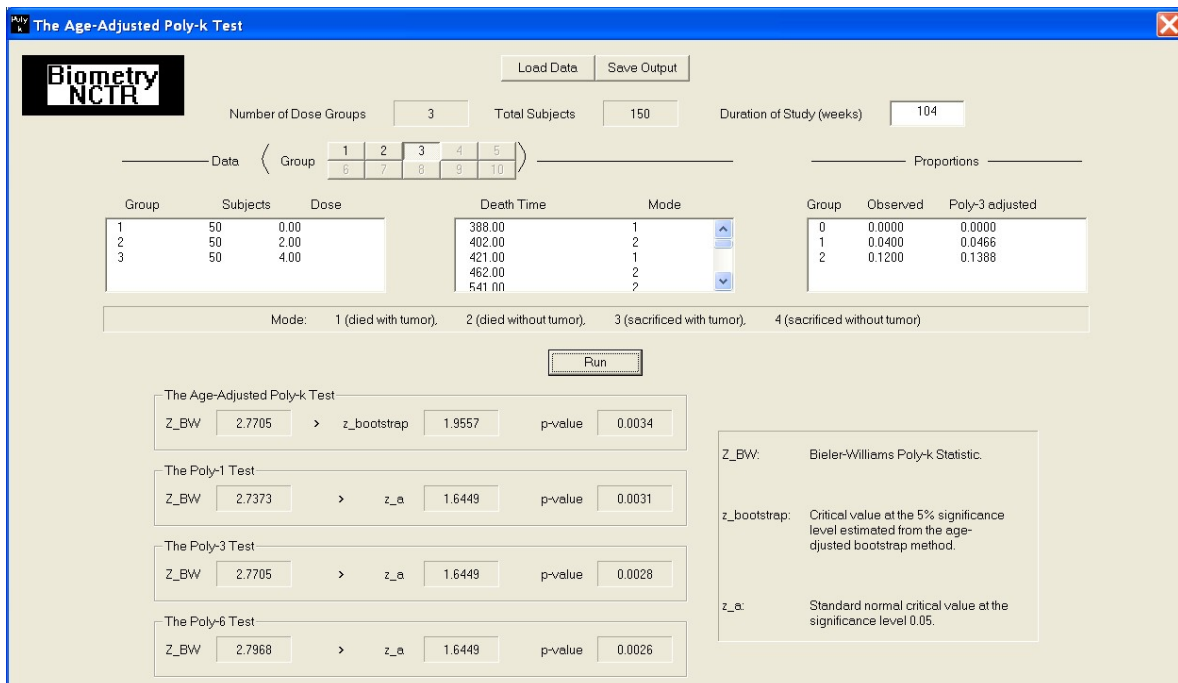 Poly k The Age-Adjusted Poly-k Test
Biometry
NCTR
Load Data Save Output
Number of Dose Groups 3 Total Subjects 150 Duration of Study (weeks) 104
Data Group 1 2 3 4 5
6 7 8 9 10
Proportions
Group Subjects Dose
1 50 0.00
2 50 2.00
3 50 4.00
Death Time Mode
388.00 1
402.00 2
421.00 1
462.00 2
541.00 2
Group Observed Poly-3 adjusted
0 0.0000 0.0000
1 0.0400 0.0466
2 0.1200 0.1388
Mode: 1 (died with tumor), 2 (died without tumor), 3 (sacrificed with tumor), 4 (sacrificed without tumor)
Run
The Age-Adjusted Poly-k Test
Z_BW 2.7705 > z_bootstrap 1.9557 p-value 0.0034
The Poly-1 Test
Z_BW 2.7373 > z_a 1.6449 p-value 0.0031
The Poly-3 Test
Z_BW 2.7705 > z_a 1.6449 p-value 0.0028
The Poly-6 Test
Z_BW 2.7968 > z_a 1.6449 p-value 0.0026
Z_BW: Bieler-Williams Poly-k Statistic.
z_bootstrap: Critical value at the 5% significance
level estimated from the age-
djusted bootstrap method.
z_a: Standard normal critical value at the
significance level 0.05.